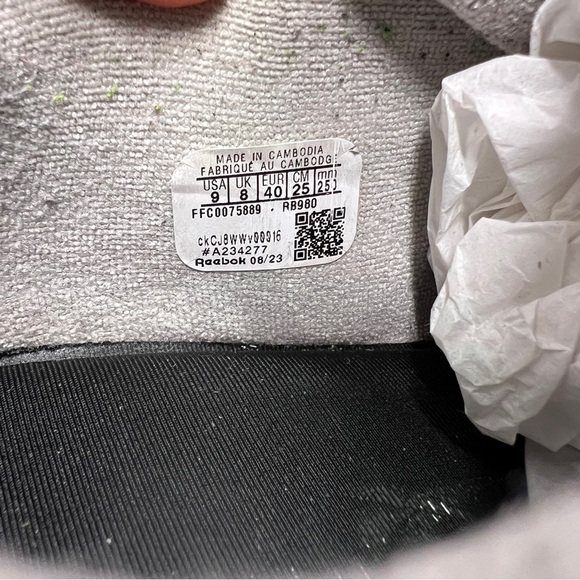 MADE IN CAMBODIA
FABRIQUÉ AU CAMBODGE
USA UK EUR CM mm
9 8 40 25 250
FFC0075889 . RB980
ckCJ8WWv00916
#A234277
Reebok 08/23